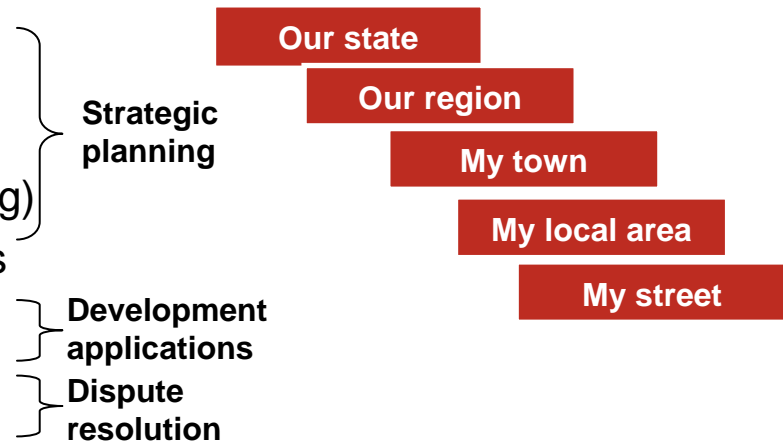 Our state
Our region
Strategic
planning
My town
g)
My local area
s
My street
Development
applications
Dispute
resolution